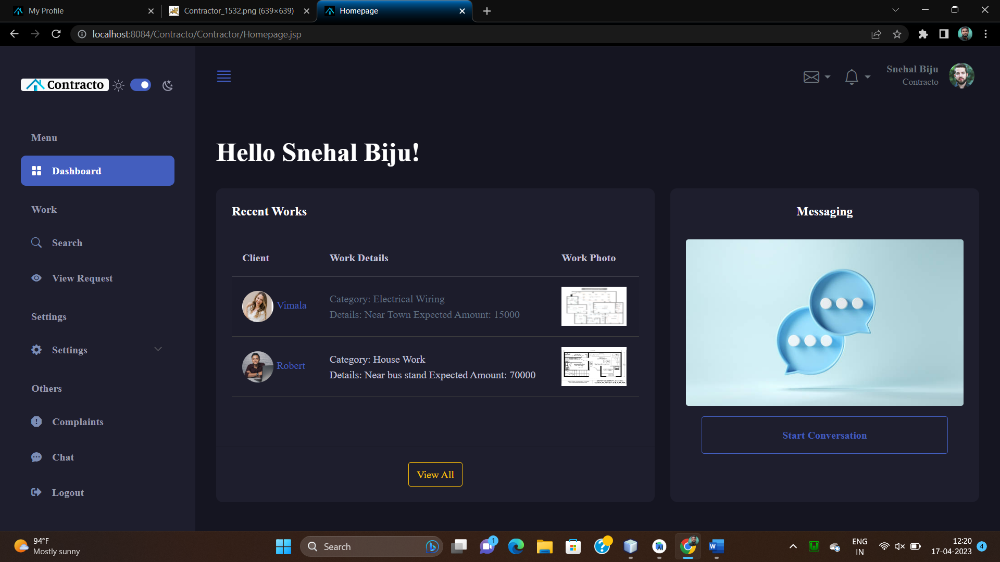 My Profile
Contractor_1532.png (639×639)
Homepage
localhost:8084/Contracto/Contractor/Homepage.jsp
Contracto
Snehal Biju
Contracto
Menu
Dashboard
Work
Search
View Request
Settings
Settings
Others
Complaints
Chat
Logout
Hello Snehal Biju!
Recent Works
Client
Work Details
Work Photo
Vimala
Category: Electrical Wiring
Details: Near Town Expected Amount: 15000
Robert
Category: House Work
Details: Near bus stand Expected Amount: 70000
GROUND FLOOR
View All
Messaging
Start Conversation
94°F
Mostly sunny
Search
1
ENG
IN
12:20
17-04-2023
4